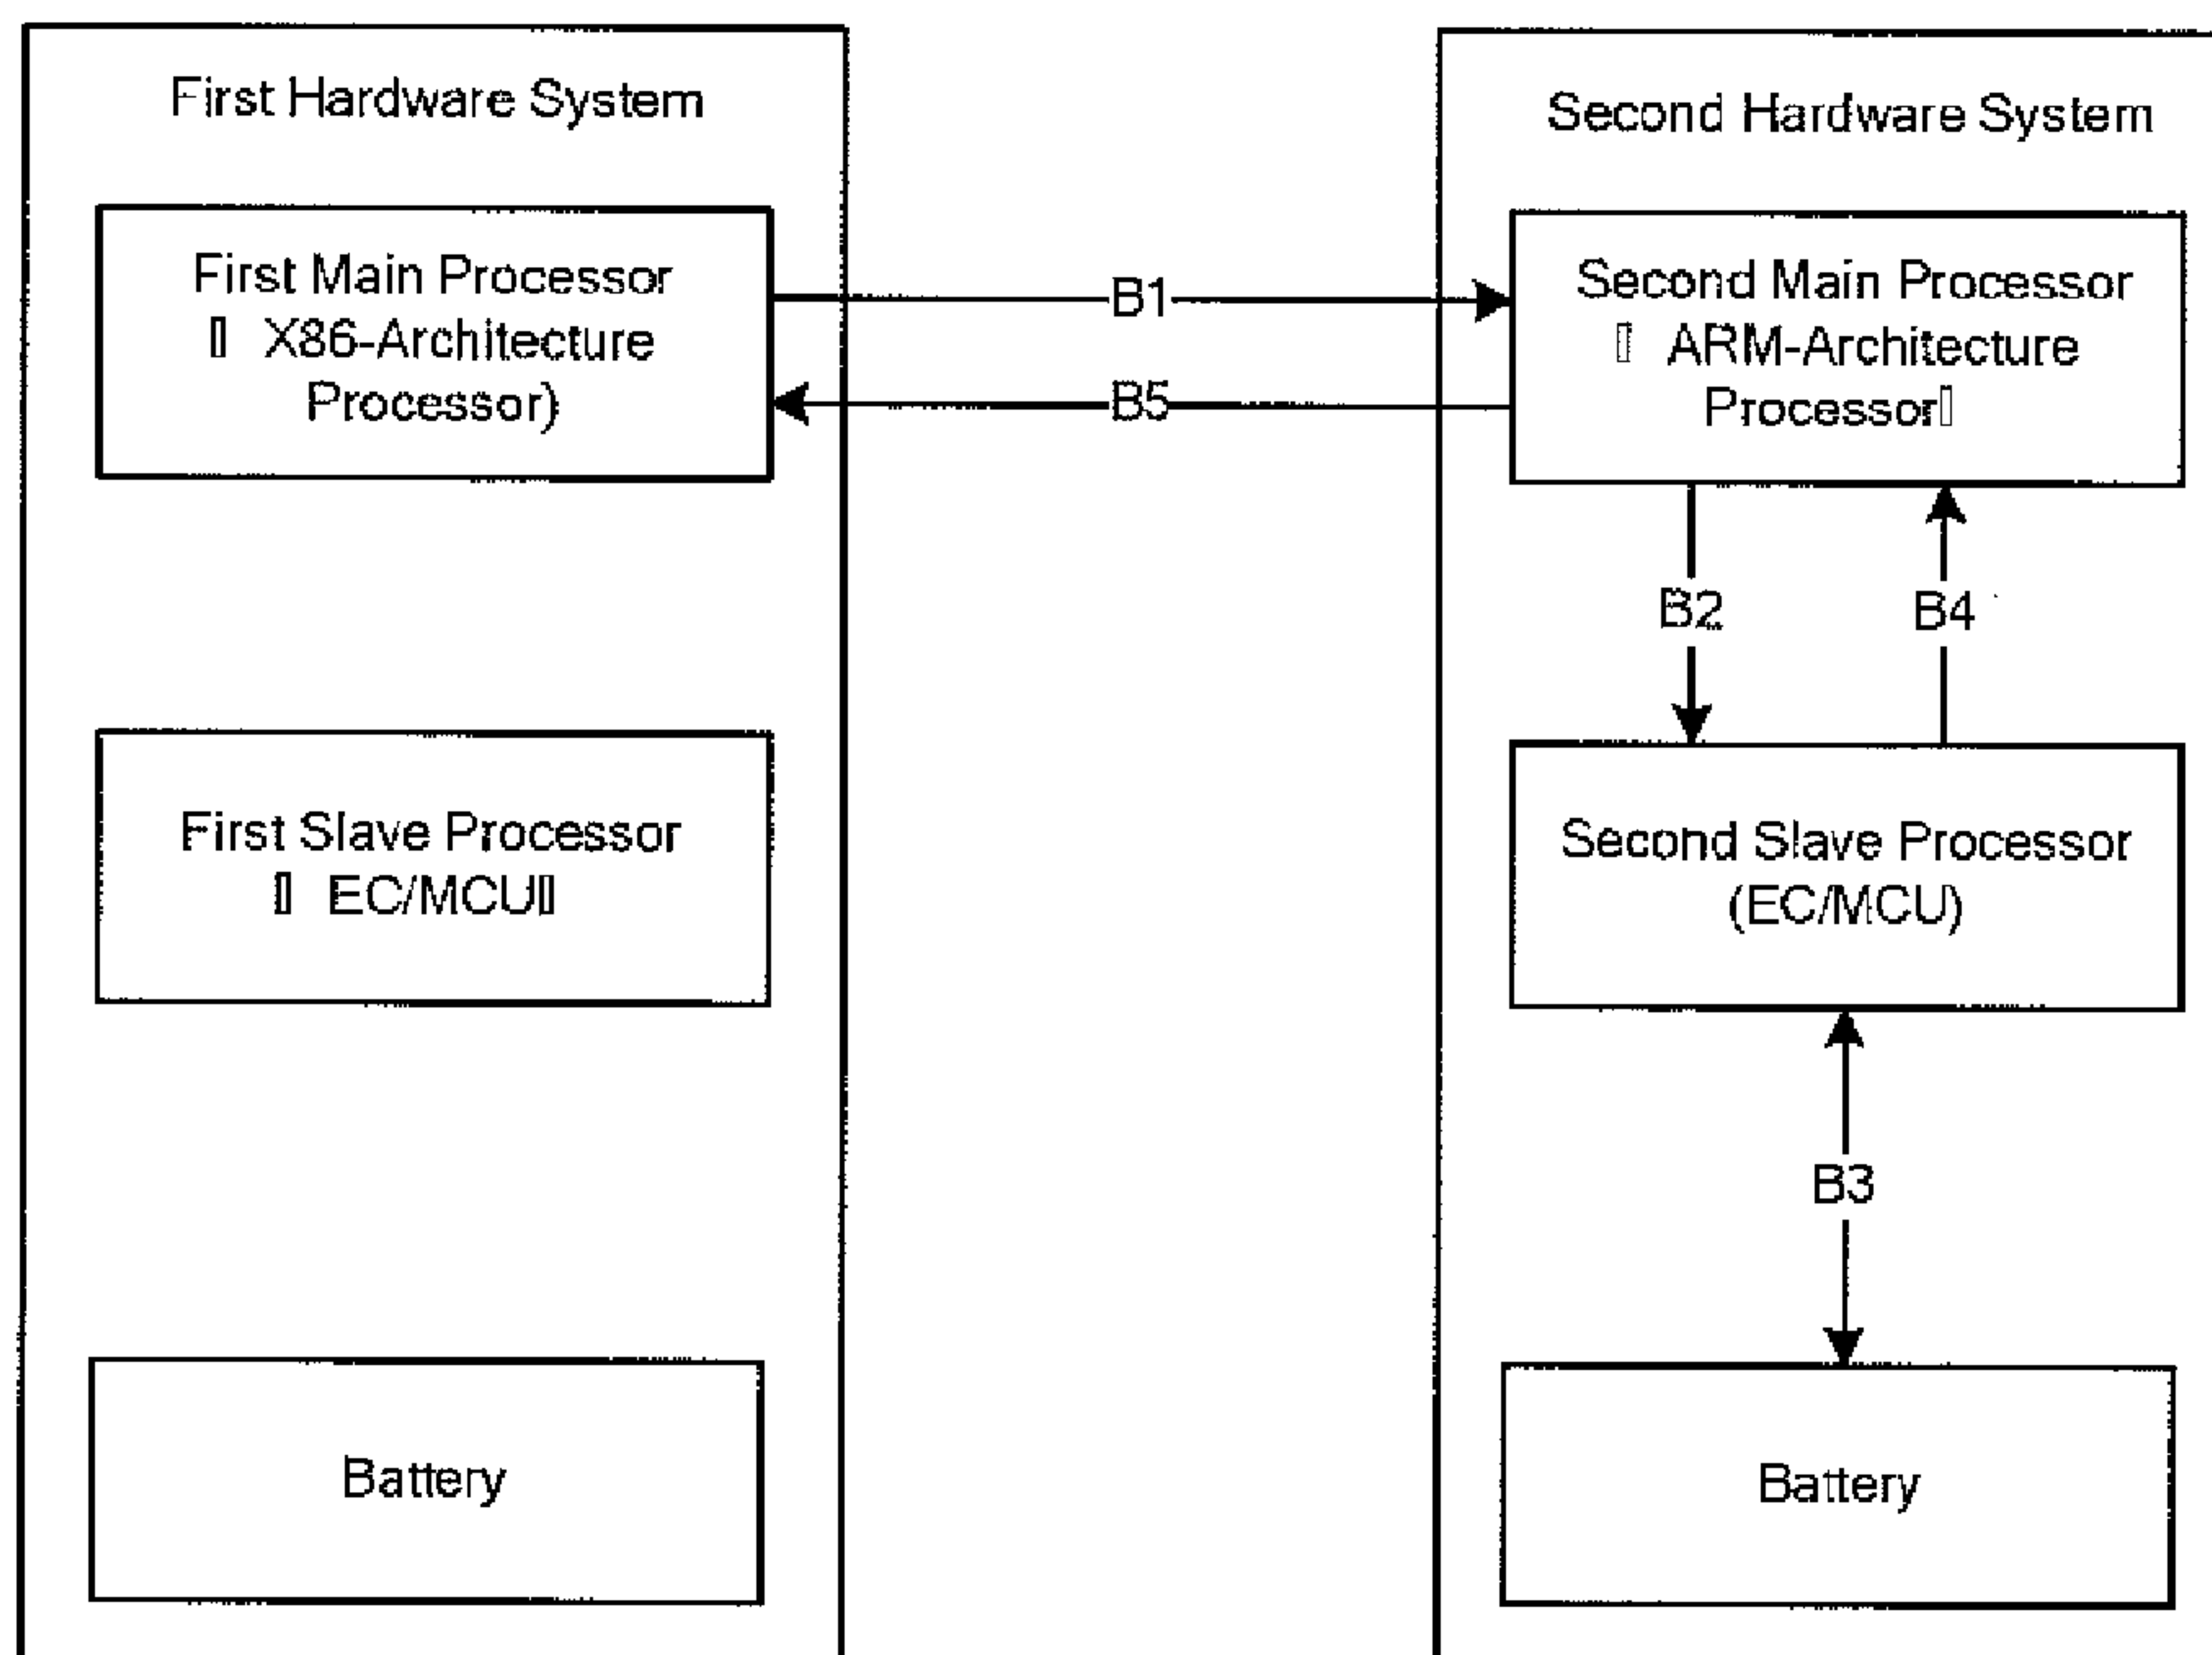 First Hardware System
First Main Processor
▯ X86-Architecture
Processor)
First Slave Processor
▯ EC/MCU▯
Battery
B1
B5
Second Hardware System
Second Main Processor
▯ ARM-Architecture
Processor▯
B2
B4
Second Slave Processor
(EC/MCU)
B3
Battery